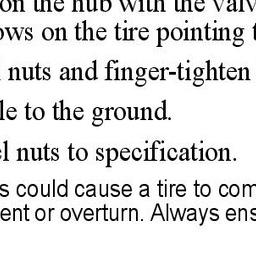 on the hub with the valv
ows on the tire pointing t
nuts and finger-tighten
le to the ground.
el nuts to specification.
s could cause a tire to com
ent or overturn. Always ens